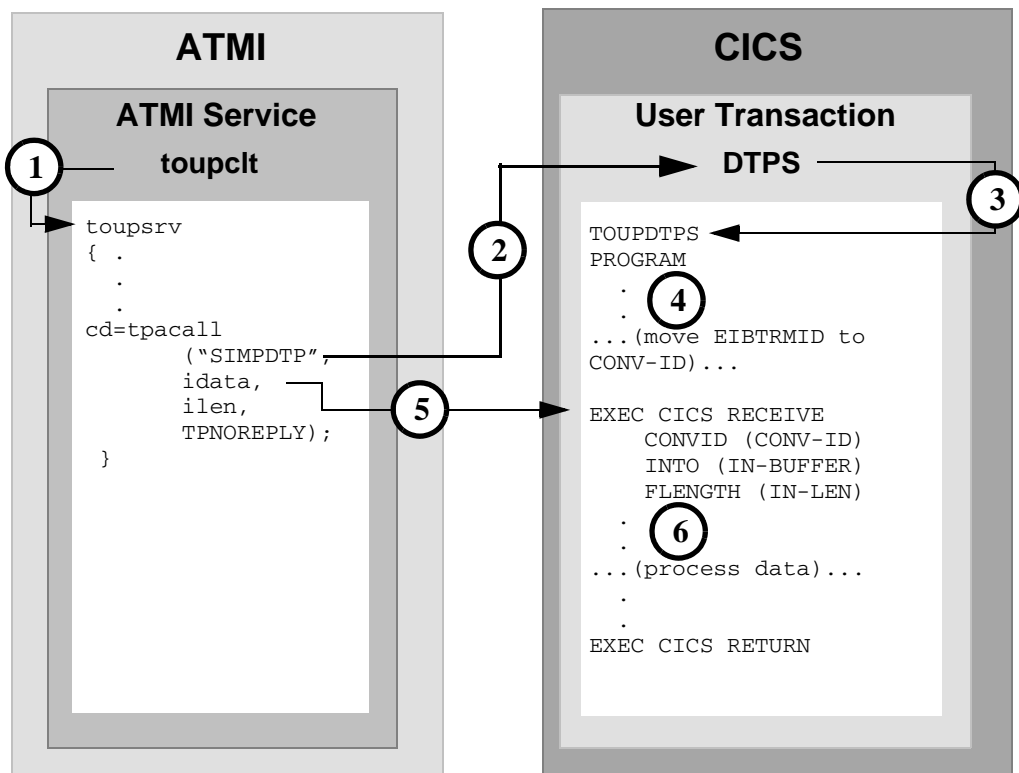 ATMI
ATMI Service
toupclt
1
toupsrv
{ .
.
.
cd=tpacall
(“SIMPDTP”,
idata,
ilen,
TPNOREPLY);
}
2
5
CICS
User Transaction
DTPS
3
TOUPDTPS
PROGRAM
.
4
.
...(move EIBTRMID to
CONV-ID)...
EXEC CICS RECEIVE
CONVID (CONV-ID)
INTO (IN-BUFFER)
FLENGTH (IN-LEN)
.
6
.
...(process data)...
.
.
EXEC CICS RETURN